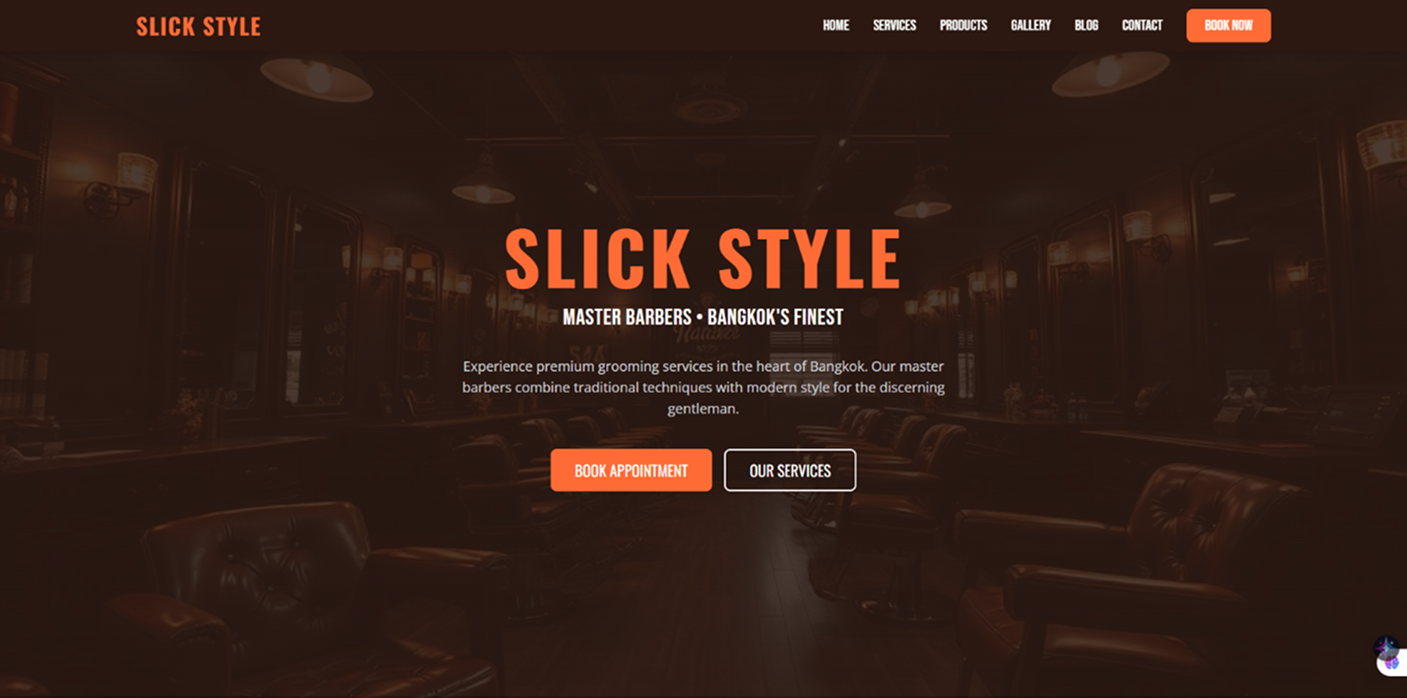 SLICK STYLE
HOME SERVICES PRODUCTS GALLERY BLOG CONTACT BOOK NOW
SLICK STYLE
MASTER BARBERS • BANGKOK'S FINEST
Experience premium grooming services in the heart of Bangkok. Our master
barbers combine traditional techniques with modern style for the discerning
gentleman.
BOOK APPOINTMENT OUR SERVICES